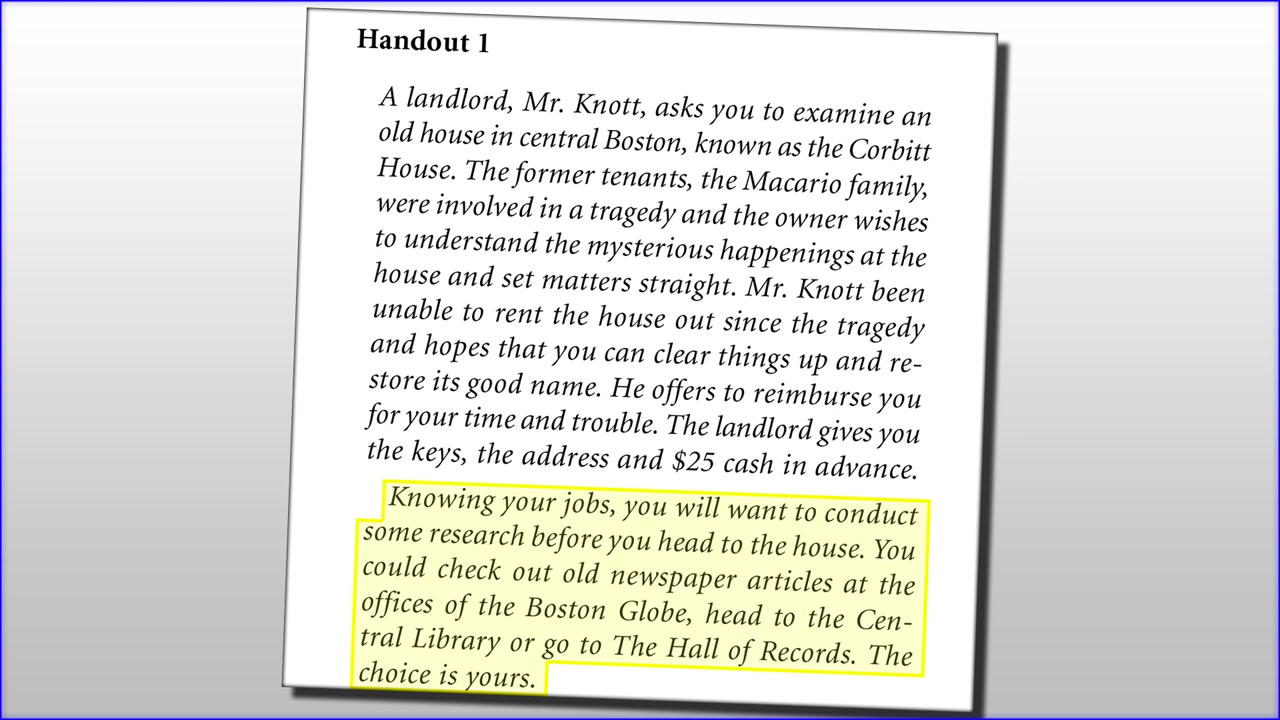 Handout 1
A landlord, Mr. Knott, asks you to examine an
old house in central Boston, known as the Corbitt
House. The former tenants, the Macario family,
were involved in a tragedy and the owner wishes
to understand the mysterious happenings at the
house and set matters straight. Mr. Knott been
unable to rent the house out since the tragedy
and hopes that you can clear things up and re-
store its good name. He offers to reimburse you
for your time and trouble. The landlord gives you
the keys, the address and $25 cash in advance.
Knowing your jobs, you will want to conduct
some research before you head to the house. You
could check out old newspaper articles at the
offices of the Boston Globe, head to the Cen-
tral Library or go to The Hall of Records. The
choice is yours.